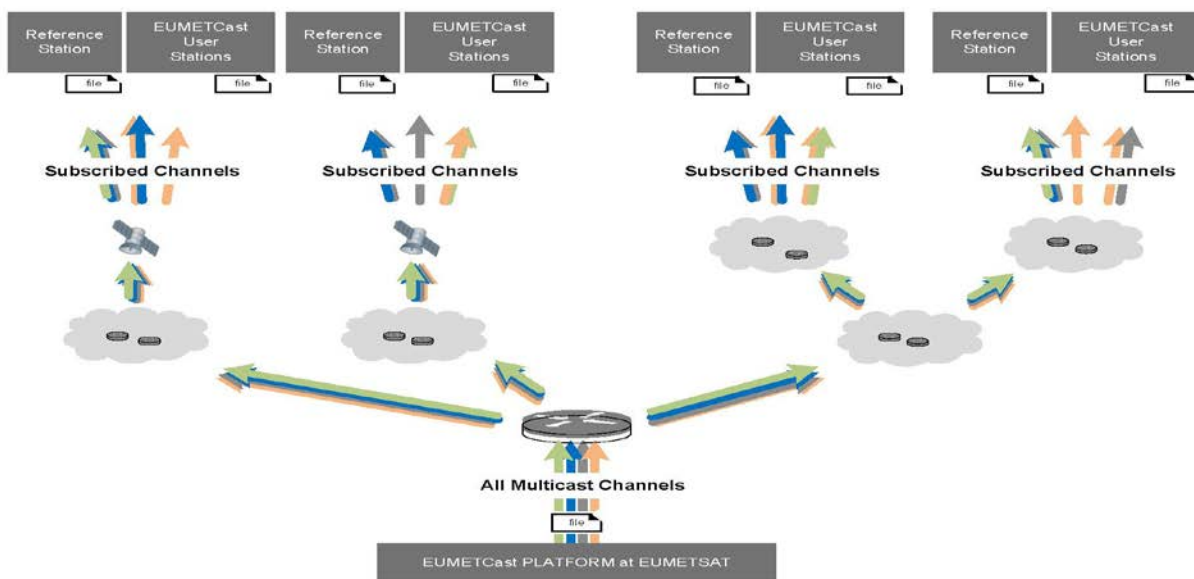 Reference
Station
EUMETCast
User
Stations
Reference
Station
EUMETCast
User
Stations
Reference
Station
EUMETCast
User
Stations
Reference
Station
EUMETCast
User
Stations
file
file
file
file
file
file
file
file
Subscribed Channels
Subscribed Channels
Subscribed Channels
Subscribed Channels
All Multicast Channels
file
EUMETCast PLATFORM at EUMETSAT